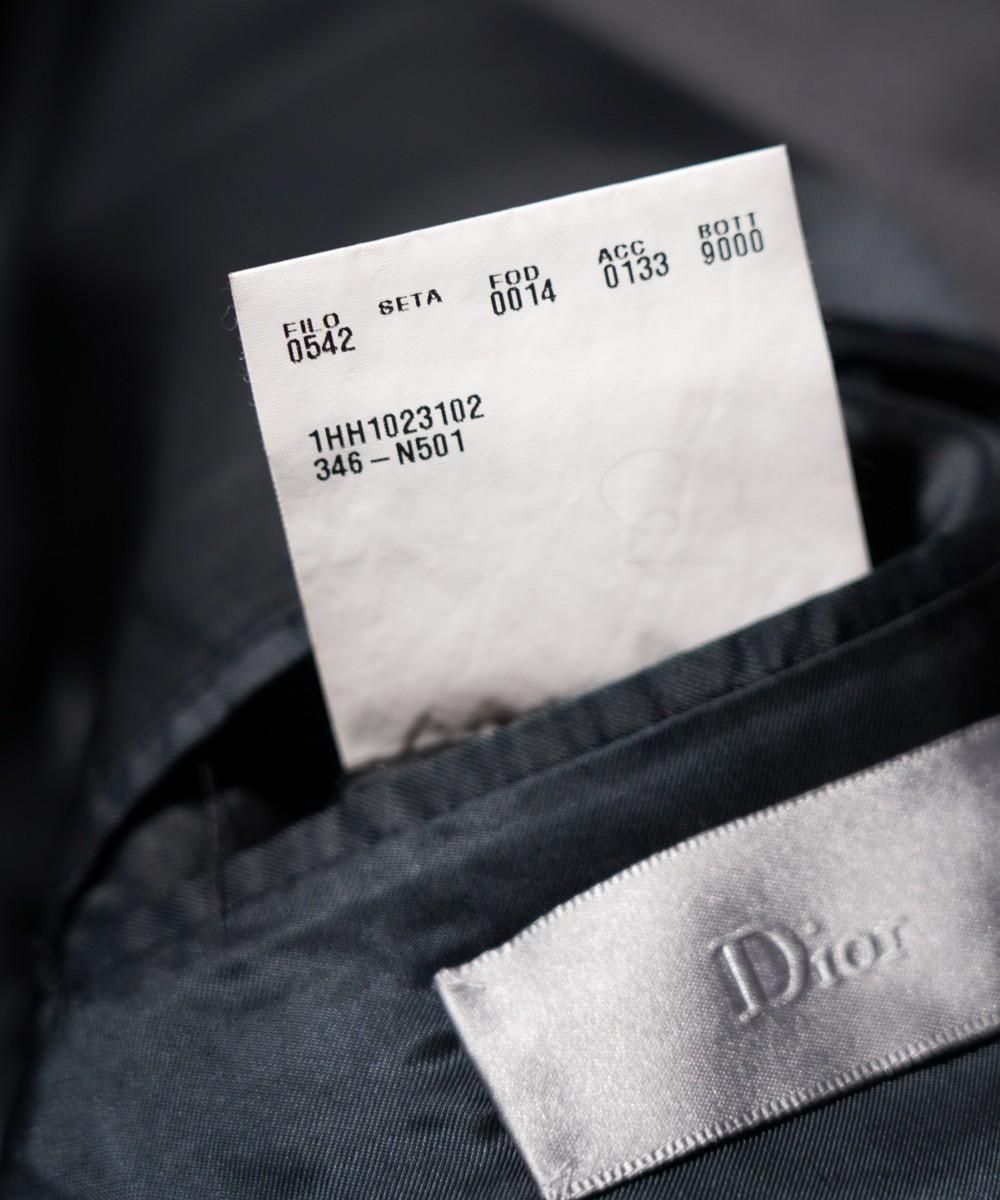 FILO SETA FOD ACC BOTT
0542 0014 0133 9000
1HH1023102
346-N501
Dior